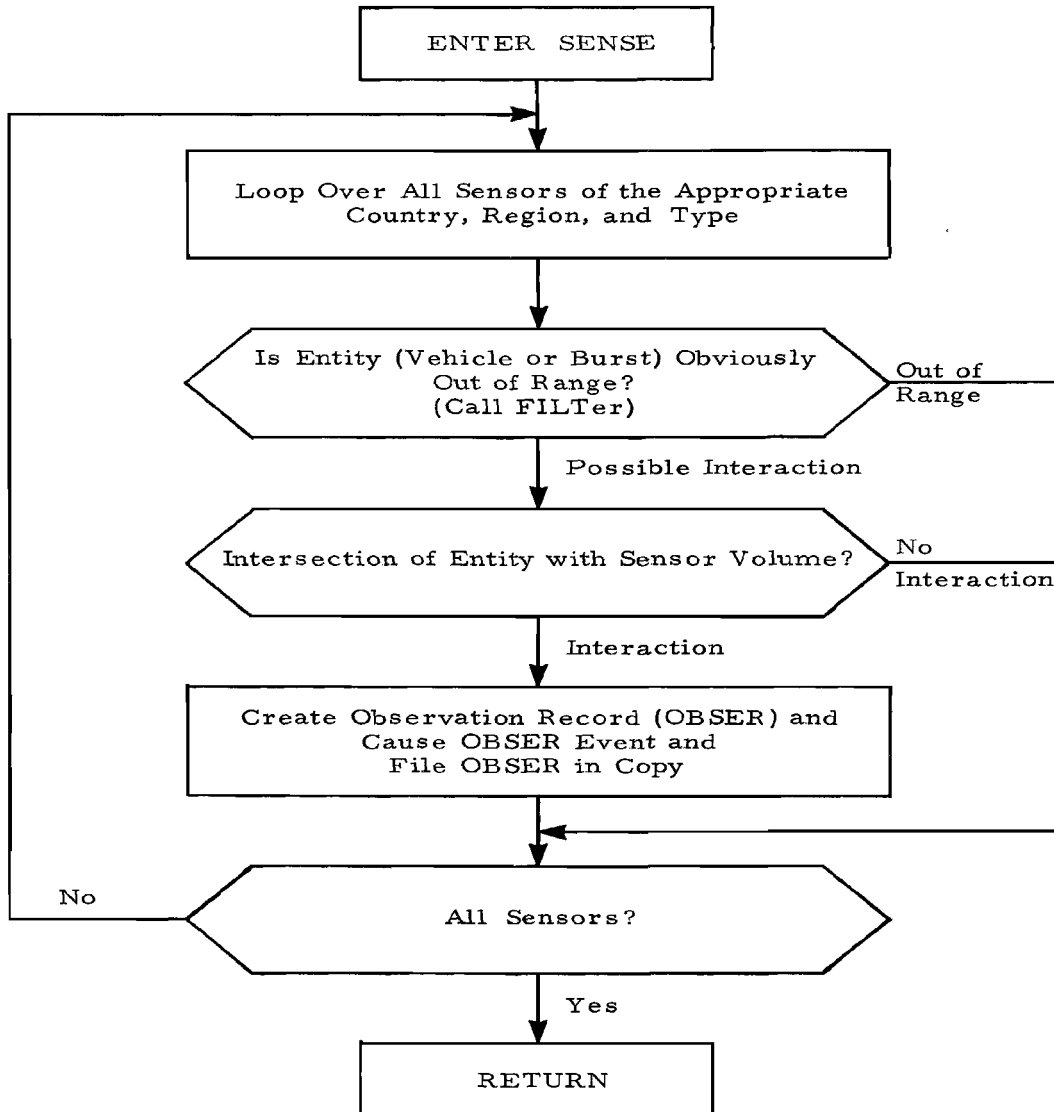 ENTER SENSE
Loop Over All Sensors of the Appropriate
Country, Region, and Type
Is Entity (Vehicle or Burst) Obviously
Out of Range?
(Call FILTer)
Out of
Range
Possible Interaction
Intersection of Entity with Sensor Volume?
No
Interaction
Interaction
Create Observation Record (OBSER) and
Cause OBSER Event and
File OBSER in Copy
No
All Sensors?
Yes
RETURN